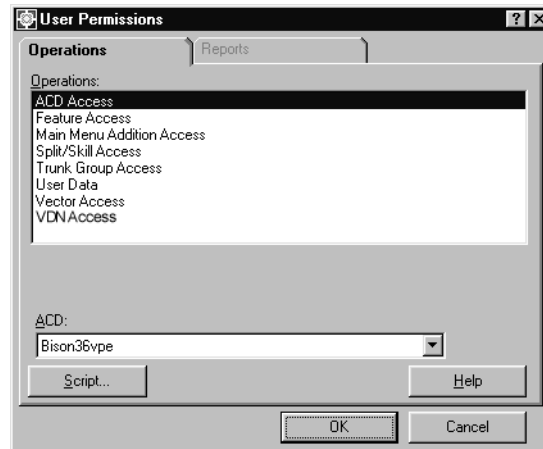 User Permissions
Operations
Reports
Operations:
ACD Access
Feature Access
Main Menu Addition Access
Split/Skill Access
Trunk Group Access
User Data
Vector Access
VDN Access
ACD:
Bison36vpe
Script...
Help
OK
Cancel